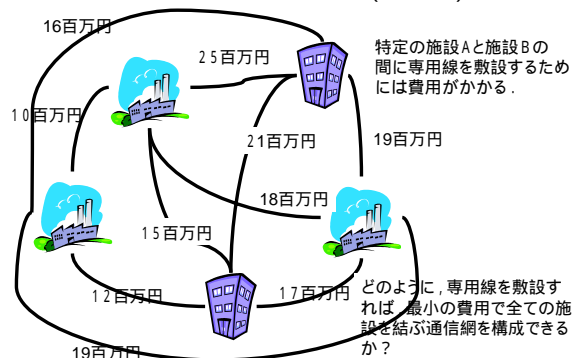 16百万円
25百万円
特定の施設Aと施設Bの
間に専用線を敷設するため
には費用がかかる.
10百万円
21百万円
19百万円
18百万円
15百万円
12百万円
17百万円
どのように,専用線を敷設す
れば,最小の費用で全ての施
設を結ぶ通信網を構成できる
か?
19百万円